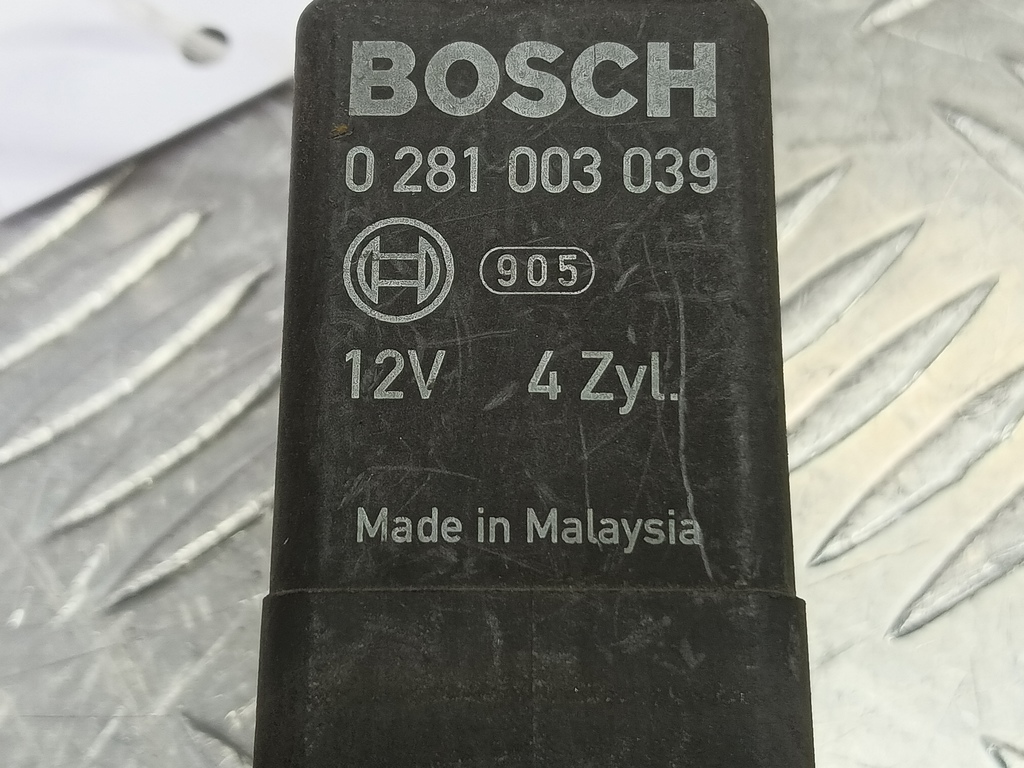 BOSCH
0 281 003 039
905
12V 4 Zyl.
Made in Malaysia